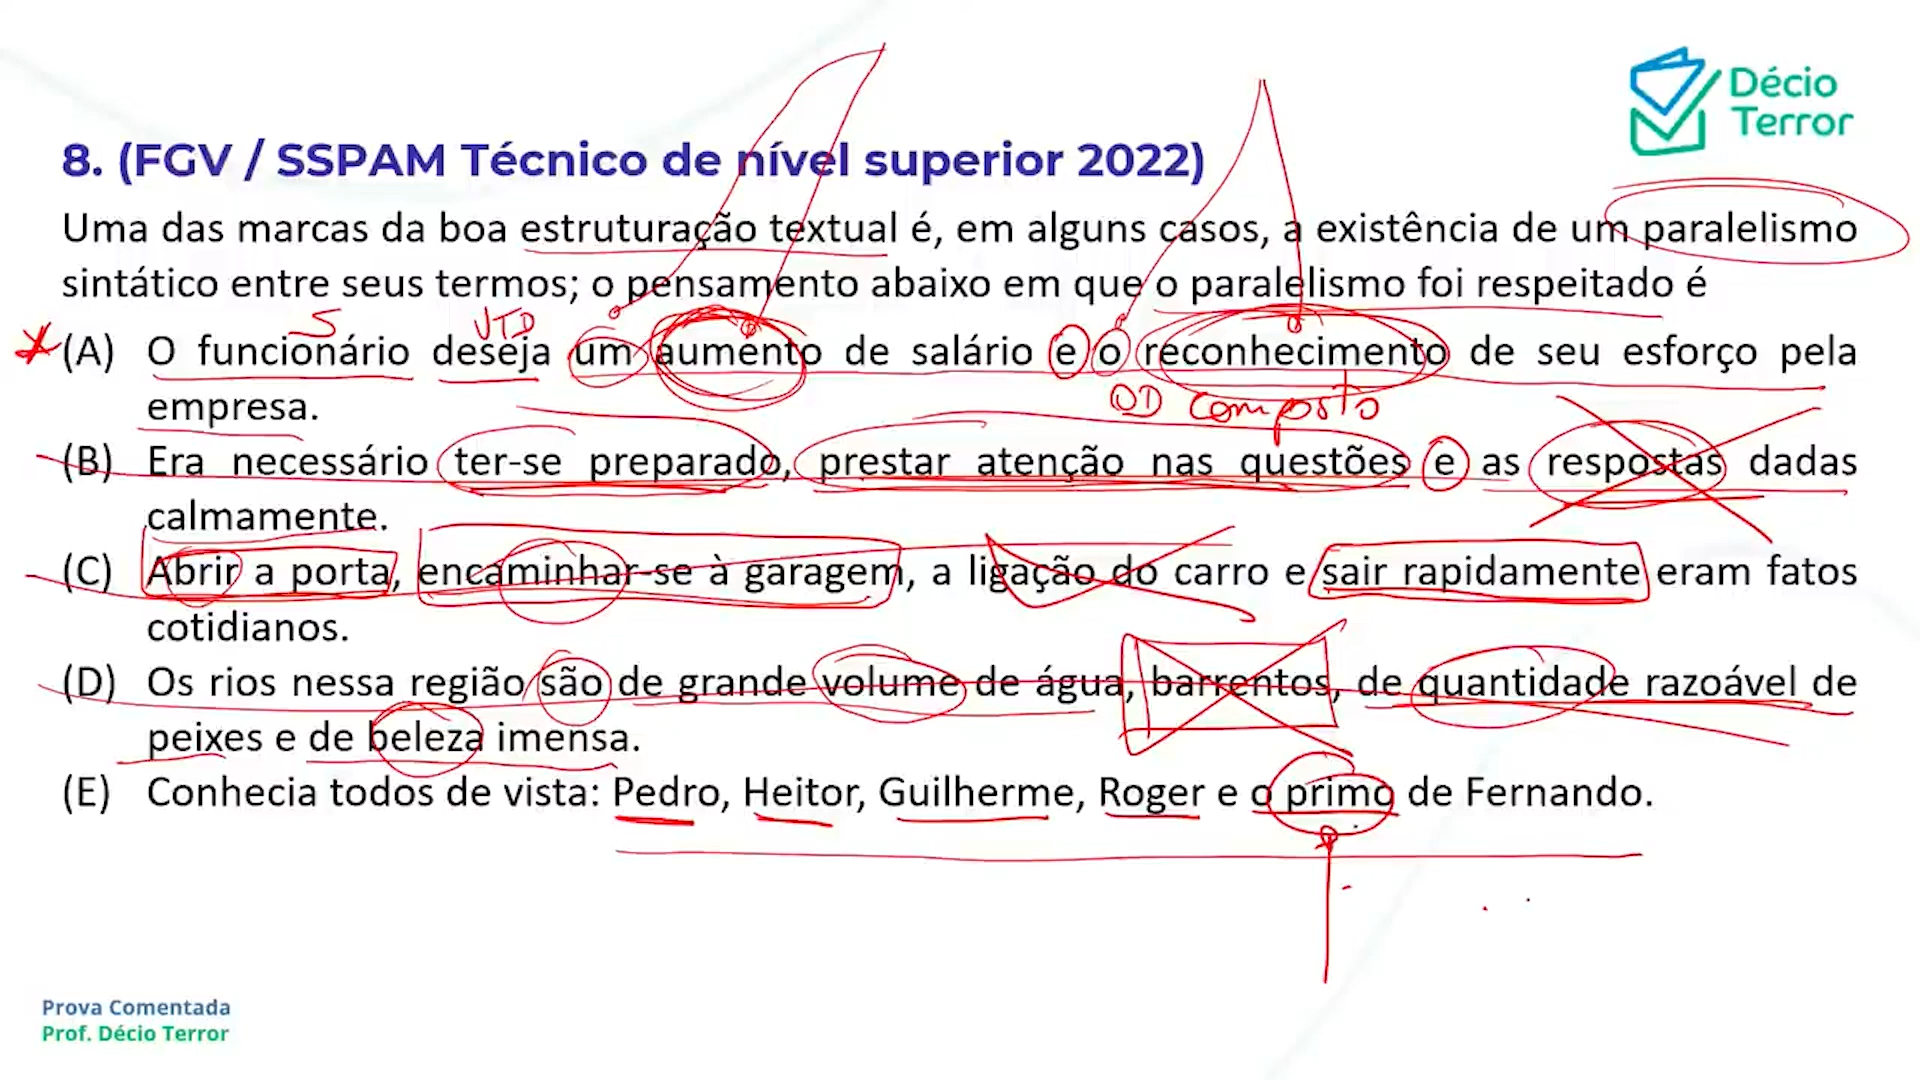 Décio
Terror
8. (FGV / SSPAM Técnico de nível superior 2022)
Uma das marcas da boa estruturação textual é, em alguns casos, a existência de um paralelismo
sintático entre seus termos; o pensamento abaixo em que o paralelismo foi respeitado é
S VTD
(A) O funcionário deseja um aumento de salário e o reconhecimento de seu esforço pela
empresa.
OD composto
(B) Era necessário ter-se preparado, prestar atenção nas questões e as respostas dadas
calmamente.
(C) Abrir a porta, encaminhar-se à garagem, a ligação do carro e sair rapidamente eram fatos
cotidianos.
(D) Os rios nessa região são de grande volume de água, barrentos, de quantidade razoável de
peixes e de beleza imensa.
(E) Conhecia todos de vista: Pedro, Heitor, Guilherme, Roger e o primo de Fernando.
Prova Comentada
Prof. Décio Terror